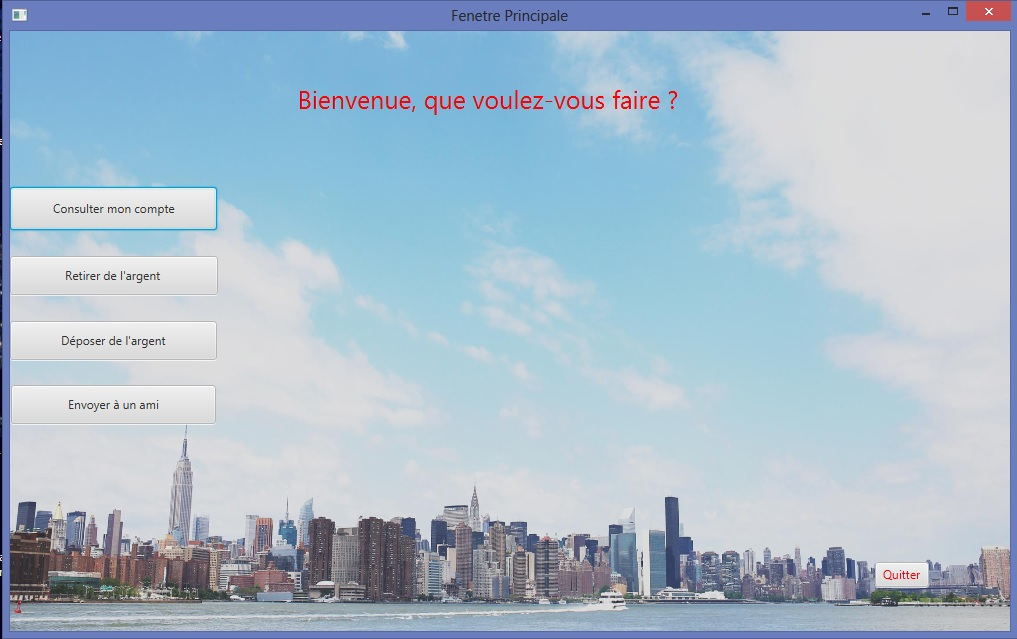 Fenetre Principale
Bienvenue, que voulez-vous faire ?
Consulter mon compte
Retirer de l'argent
Déposer de l'argent
Envoyer à un ami
Quitter